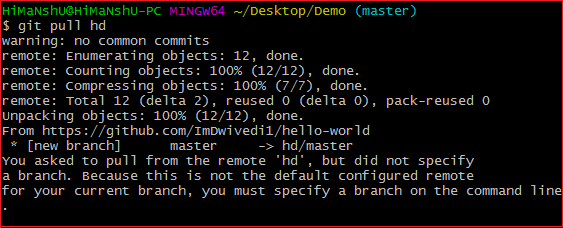 HiMaNshU@HiMaNshU-PC MINGW64 ~/Desktop/Demo (master)
$ git pull hd
warning: no common commits
remote: Enumerating objects: 12, done.
remote: Counting objects: 100% (12/12), done.
remote: Compressing objects: 100% (7/7), done.
remote: Total 12 (delta 2), reused 0 (delta 0), pack-reused 0
Unpacking objects: 100% (12/12), done.
From https://github.com/ImDwivedi1/hello-world
 * [new branch]      master     -> hd/master
You asked to pull from the remote 'hd', but did not specify
a branch. Because this is not the default configured remote
for your current branch, you must specify a branch on the command line
.